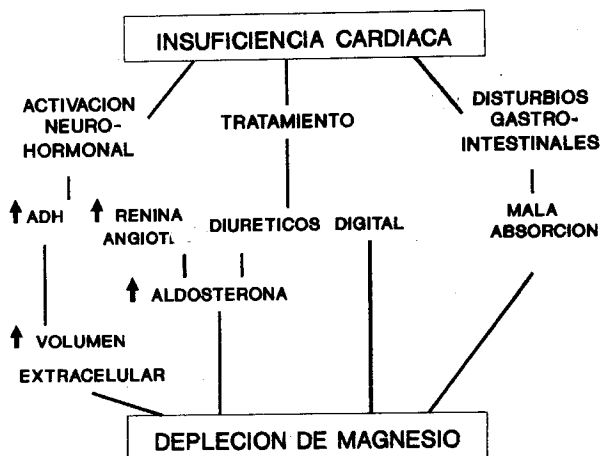 INSUFICIENCIA CARDIACA
ACTIVACION
NEURO-
HORMONAL
TRATAMIENTO
DISTURBIOS
GASTRO-
INTESTINALES
↑ ADH
↑ RENINA
DIURETICOS DIGITAL
MALA
ABSORCION
↑ ALDOSTERONA
↑ VOLUMEN
EXTRACELULAR
DEPLECION DE MAGNESIO